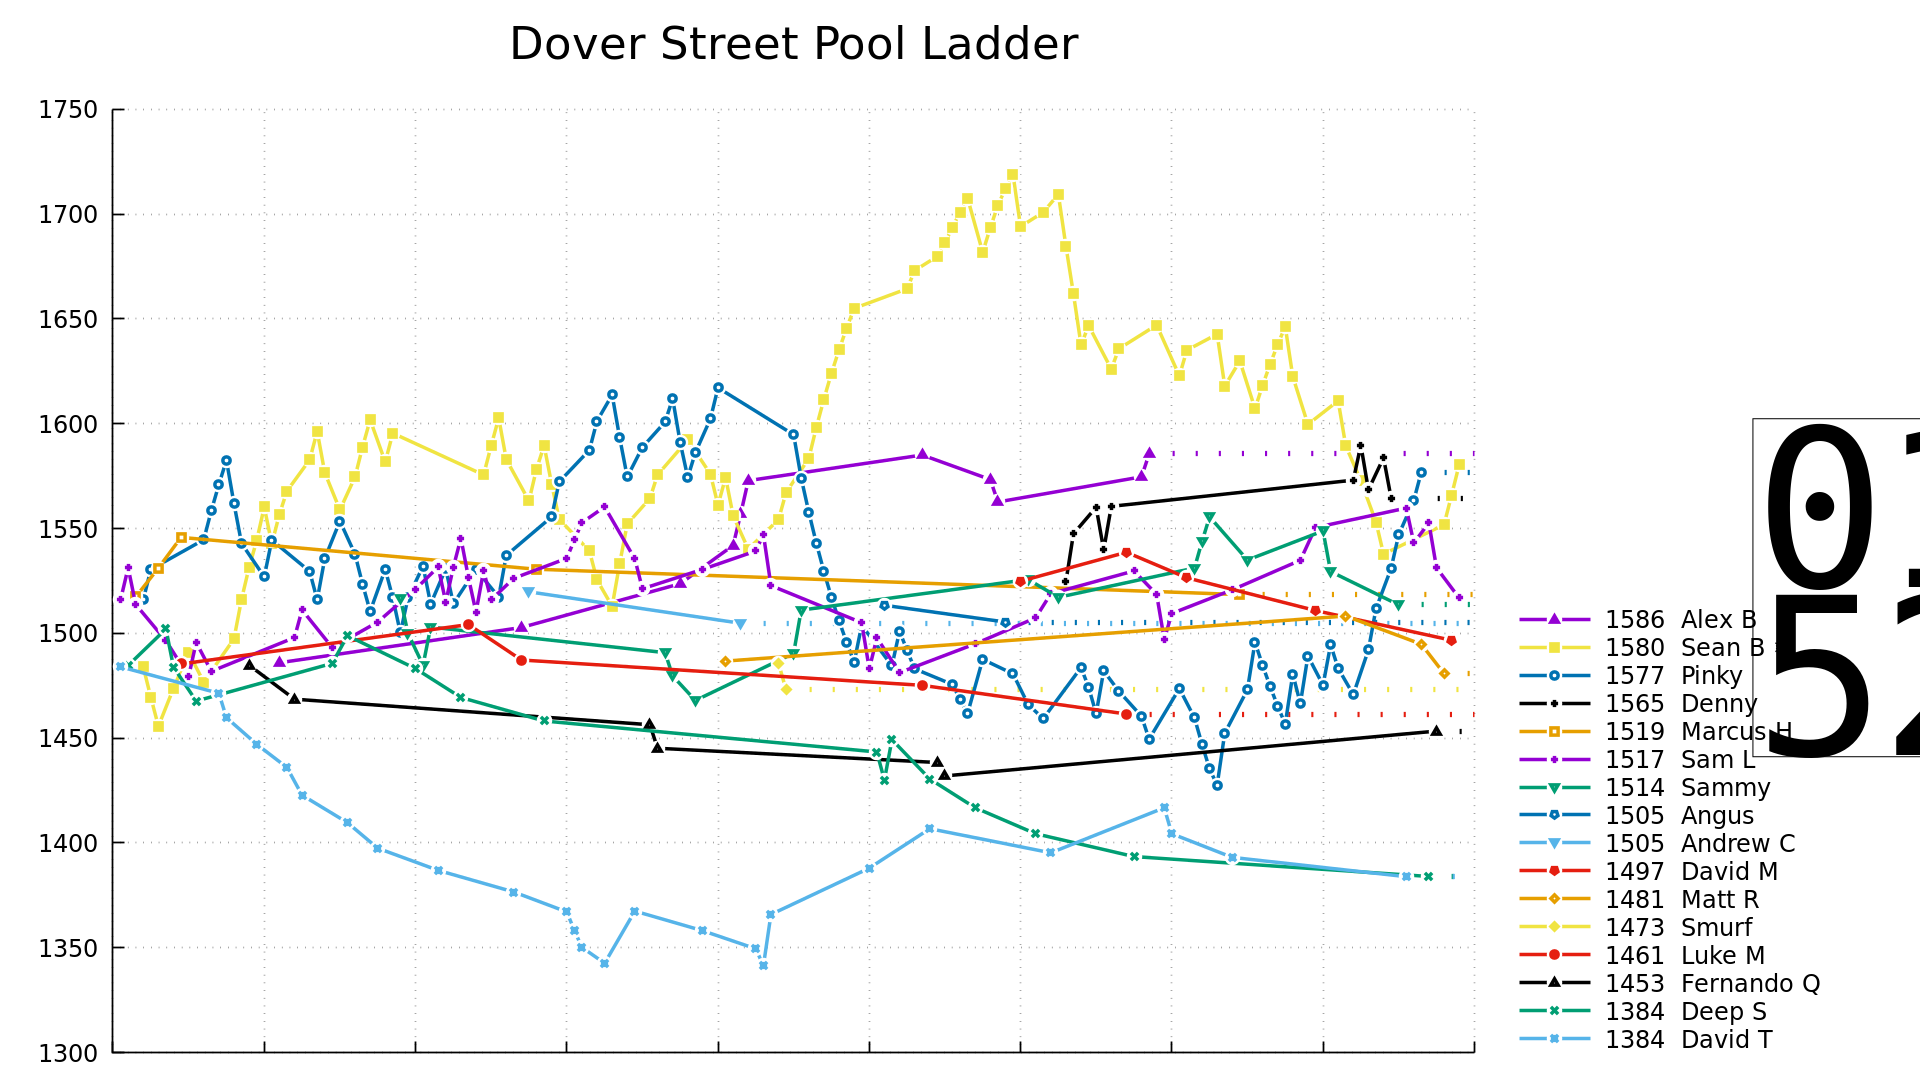 Dover Street Pool Ladder
1750
1700
1650
1600
1550
1500
1450
1400
1350
1300
1586 Alex B
1580 Sean B
1577 Pinky
1565 Denny
1519 Marcus H
1517 Sam L
1514 Sammy
1505 Angus
1505 Andrew C
1497 David M
1481 Matt R
1473 Smurf
1461 Luke M
1453 Fernando Q
1384 Deep S
1384 David T
0
52